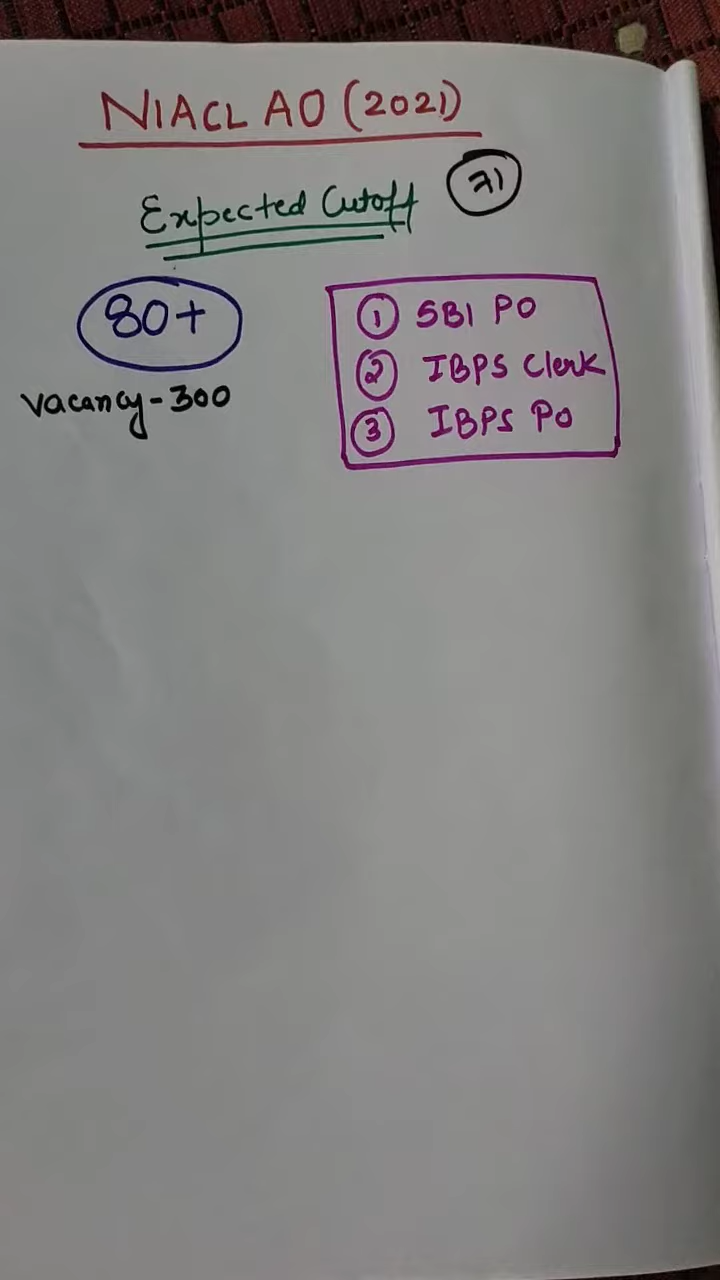 NIACL AO (2021)
Expected Cutoff
71
80+
Vacancy-300
① SBI PO
② IBPS Clerk
③ IBPS PO